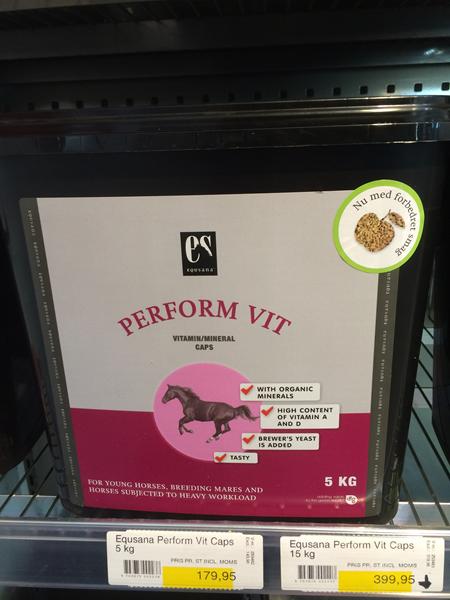 Nu med forbedret smag
es
equsana
PERFORM VIT
VITAMIN/MINERAL
CAPS
WITH ORGANIC
MINERALS
HIGH CONTENT
OF VITAMIN A
AND D
BREWER'S YEAST
IS ADDED
TASTY
FOR YOUNG HORSES, BREEDING MARES AND
HORSES SUBJECTED TO HEAVY WORKLOAD
5 KG
Equsana Perform Vit Caps
5 kg
PRIS PR. ST INCL. MOMS
179,95
Equsana Perform Vit Caps
15 kg
PRIS PR. ST INCL. MOMS
399,95